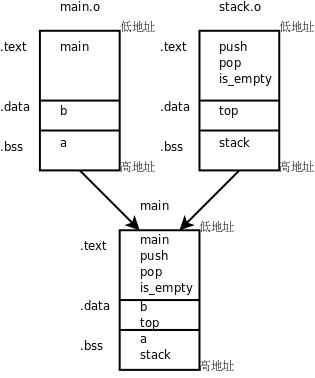 main.o
低地址
.text
main
.data
b
.bss
a
高地址
stack.o
低地址
.text
push
pop
is_empty
.data
top
.bss
stack
高地址
main
低地址
.text
main
push
pop
is_empty
.data
b
top
.bss
a
stack
高地址